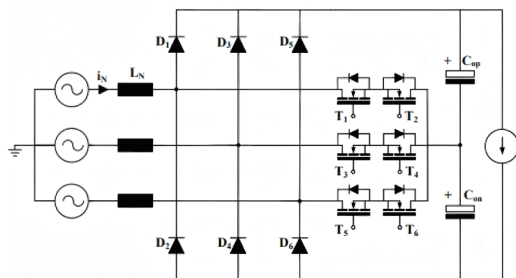 D1 D3 D5
+ Cop
iN LN
T1 T2
T3 T4
+ Con
T5 T6
D2 D4 D6